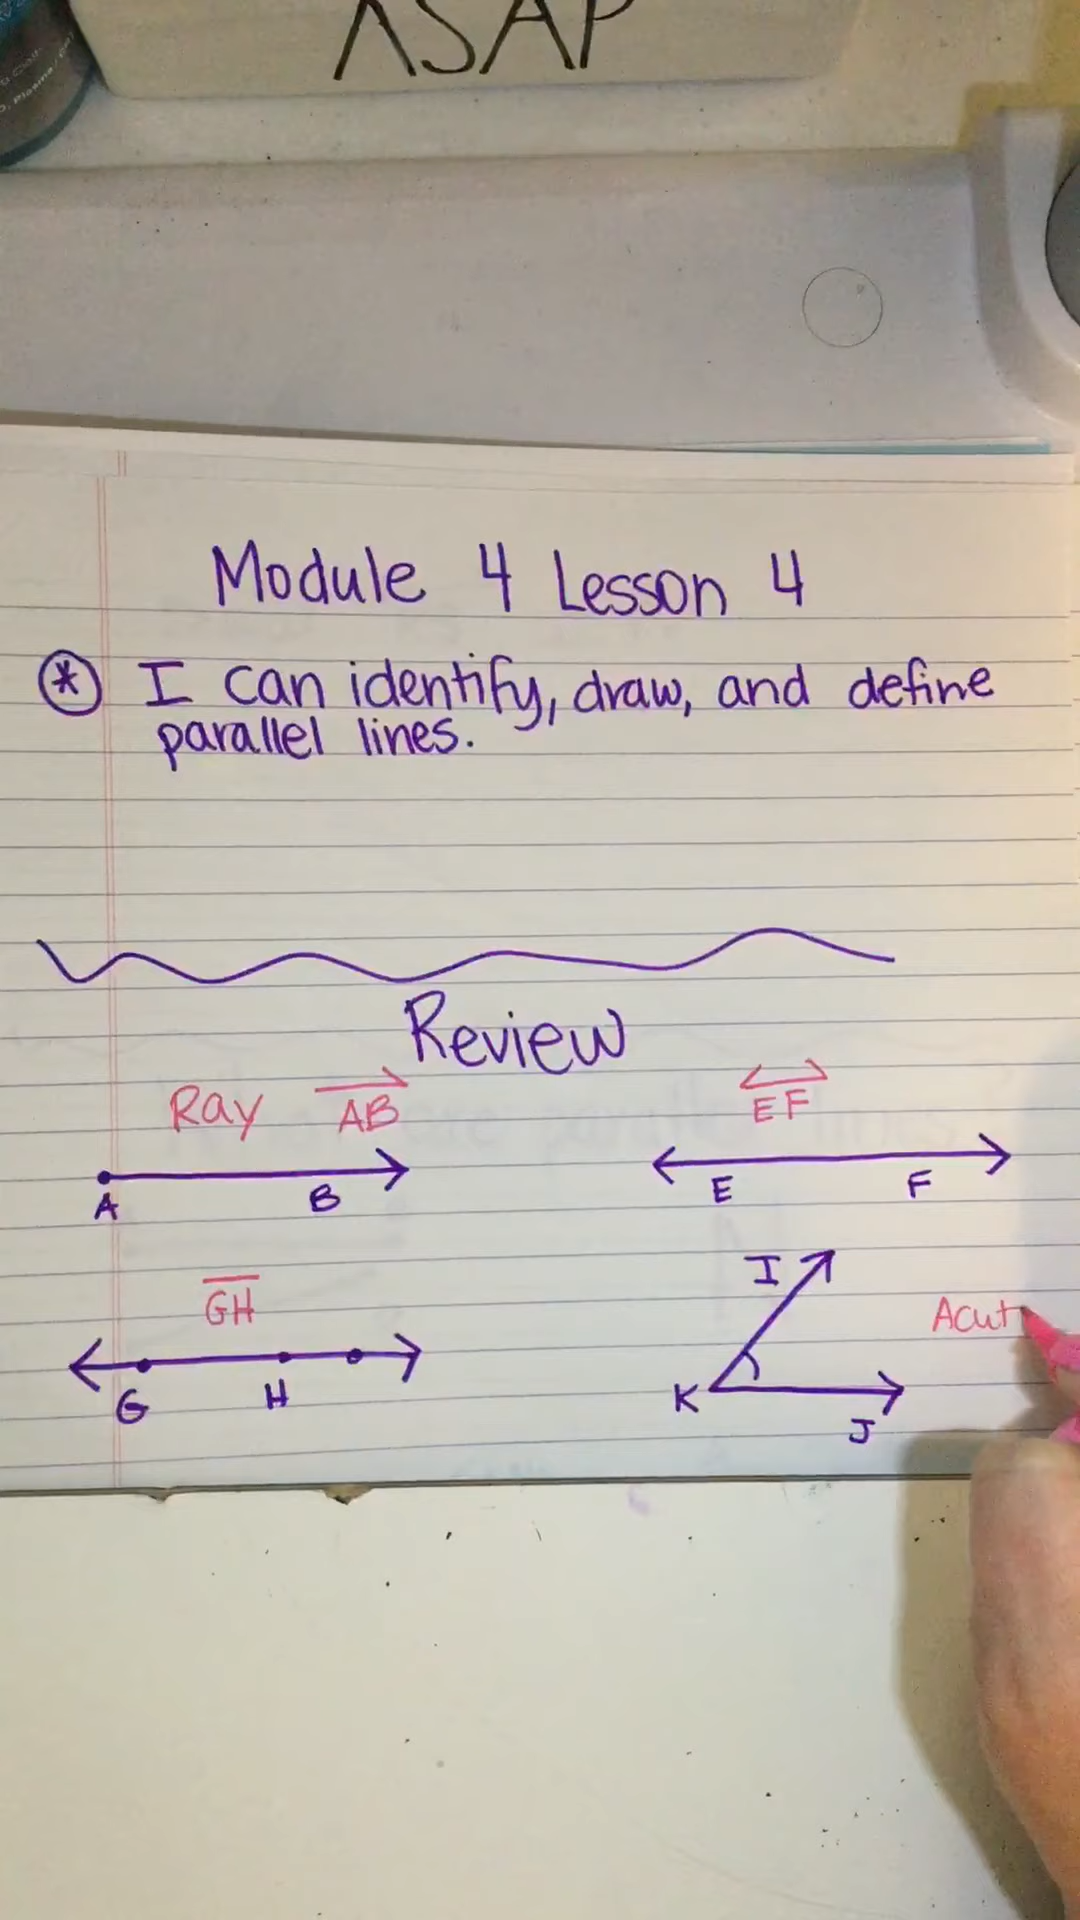 ASAP
Module 4 Lesson 4
* I can identify, draw, and define
parallel lines.
Review
Ray AB
EF
A B
E F
GH
G H
I
Acut
K
J